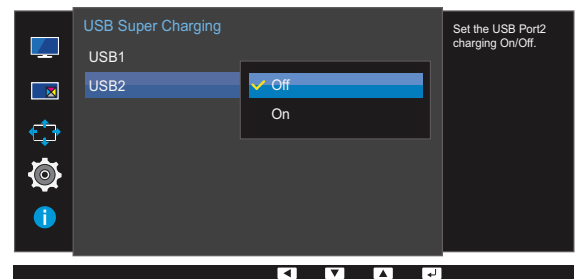 USB Super Charging
USB1
USB2
Off
On
Set the USB Port2
charging On/Off.